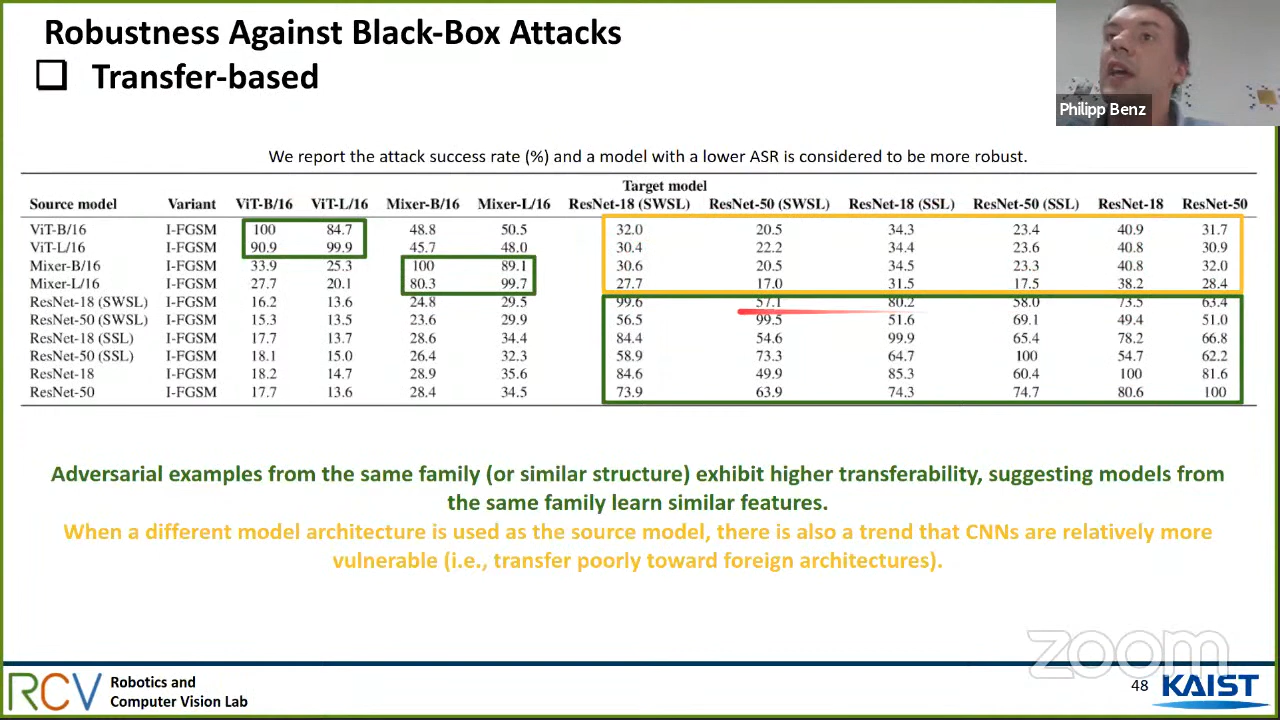 Robustness Against Black-Box Attacks
Transfer-based
Philipp Benz
We report the attack success rate (%) and a model with a lower ASR is considered to be more robust.
Target model
Source model Variant ViT-B/16 ViT-L/16 Mixer-B/16 Mixer-L/16 ResNet-18 (SWSL) ResNet-50 (SWSL) ResNet-18 (SSL) ResNet-50 (SSL) ResNet-18 ResNet-50
ViT-B/16 I-FGSM 100 84.7 48.8 50.5 32.0 20.5 34.3 23.4 40.9 31.7
ViT-L/16 I-FGSM 90.9 99.9 45.7 48.0 30.4 22.2 34.4 23.6 40.8 30.9
Mixer-B/16 I-FGSM 33.9 25.3 100 89.1 30.6 20.5 34.5 23.3 40.8 32.0
Mixer-L/16 I-FGSM 27.7 20.1 80.3 99.7 27.7 17.0 31.5 17.5 38.2 28.4
ResNet-18 (SWSL) I-FGSM 16.2 13.6 24.8 29.5 99.6 57.1 80.2 58.0 73.5 63.4
ResNet-50 (SWSL) I-FGSM 15.3 13.5 23.6 29.9 56.5 99.5 51.6 69.1 49.4 51.0
ResNet-18 (SSL) I-FGSM 17.7 13.7 28.6 34.4 84.4 54.6 99.9 65.4 78.2 66.8
ResNet-50 (SSL) I-FGSM 18.1 15.0 26.4 32.3 58.9 73.3 64.7 100 54.7 62.2
ResNet-18 I-FGSM 18.2 14.7 28.9 35.6 84.6 49.9 85.3 60.4 100 81.6
ResNet-50 I-FGSM 17.7 13.6 28.4 34.5 73.9 63.9 74.3 74.7 80.6 100
Adversarial examples from the same family (or similar structure) exhibit higher transferability, suggesting models from
the same family learn similar features.
When a different model architecture is used as the source model, there is also a trend that CNNs are relatively more
vulnerable (i.e., transfer poorly toward foreign architectures).
zoom
RCV Robotics and
Computer Vision Lab
48 KAIST